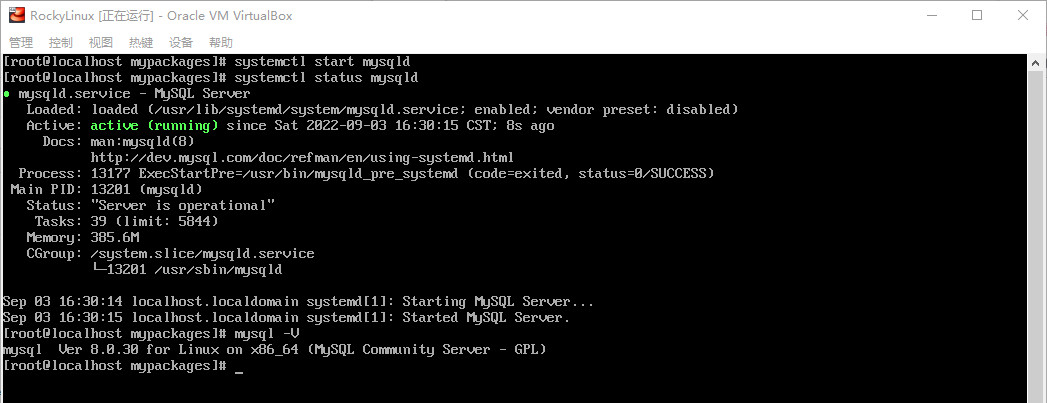 RockyLinux [正在运行] - Oracle VM VirtualBox
管理 控制 视图 热键 设备 帮助
[root@localhost mypackages]# systemctl start mysqld
[root@localhost mypackages]# systemctl status mysqld
● mysqld.service - MySQL Server
   Loaded: loaded (/usr/lib/systemd/system/mysqld.service; enabled; vendor preset: disabled)
   Active: active (running) since Sat 2022-09-03 16:30:15 CST; 8s ago
     Docs: man:mysqld(8)
           http://dev.mysql.com/doc/refman/en/using-systemd.html
  Process: 13177 ExecStartPre=/usr/bin/mysqld_pre_systemd (code=exited, status=0/SUCCESS)
 Main PID: 13201 (mysqld)
   Status: "Server is operational"
    Tasks: 39 (limit: 5844)
   Memory: 385.6M
   CGroup: /system.slice/mysqld.service
           └─13201 /usr/sbin/mysqld
Sep 03 16:30:14 localhost.localdomain systemd[1]: Starting MySQL Server...
Sep 03 16:30:15 localhost.localdomain systemd[1]: Started MySQL Server.
[root@localhost mypackages]# mysql -V
mysql  Ver 8.0.30 for Linux on x86_64 (MySQL Community Server - GPL)
[root@localhost mypackages]# _